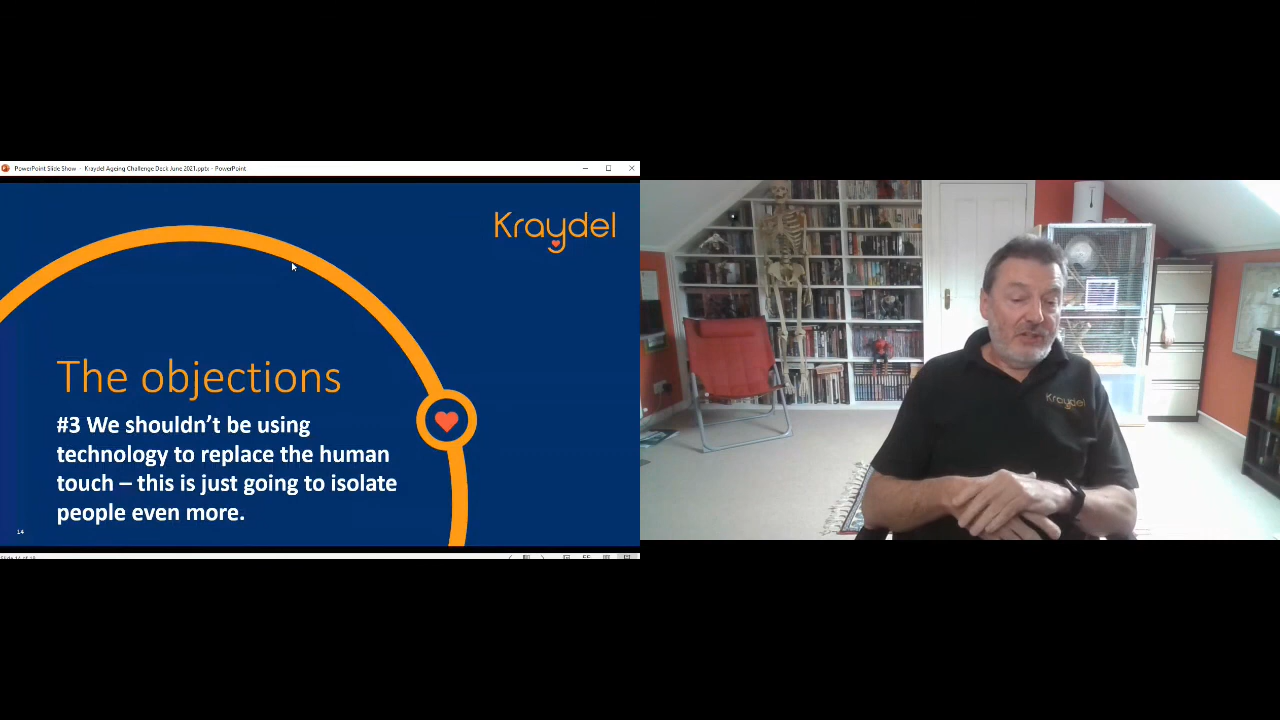 PowerPoint Slide Show - Kraydel Ageing Challenge Deck June 2021.pptx - PowerPoint
Kraydel
The objections
#3 We shouldn’t be using
technology to replace the human
touch – this is just going to isolate
people even more.
14
Kraydel